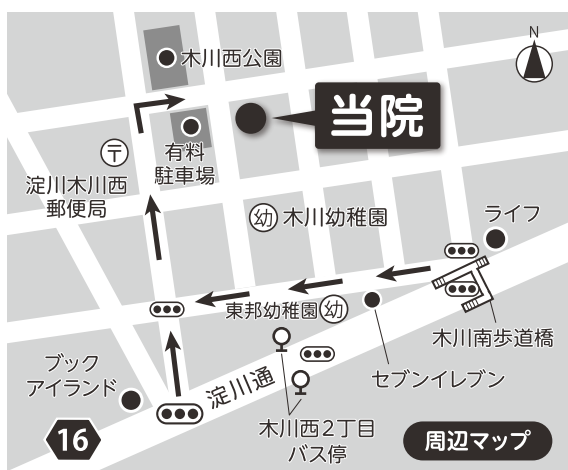 木川西公園
N
当院
〒
有料
駐車場
淀川木川西
郵便局
幼 木川幼稚園
ライフ
東邦幼稚園 幼
木川南歩道橋
ブック
アイランド
淀川通
セブンイレブン
木川西2丁目
バス停
16
周辺マップ